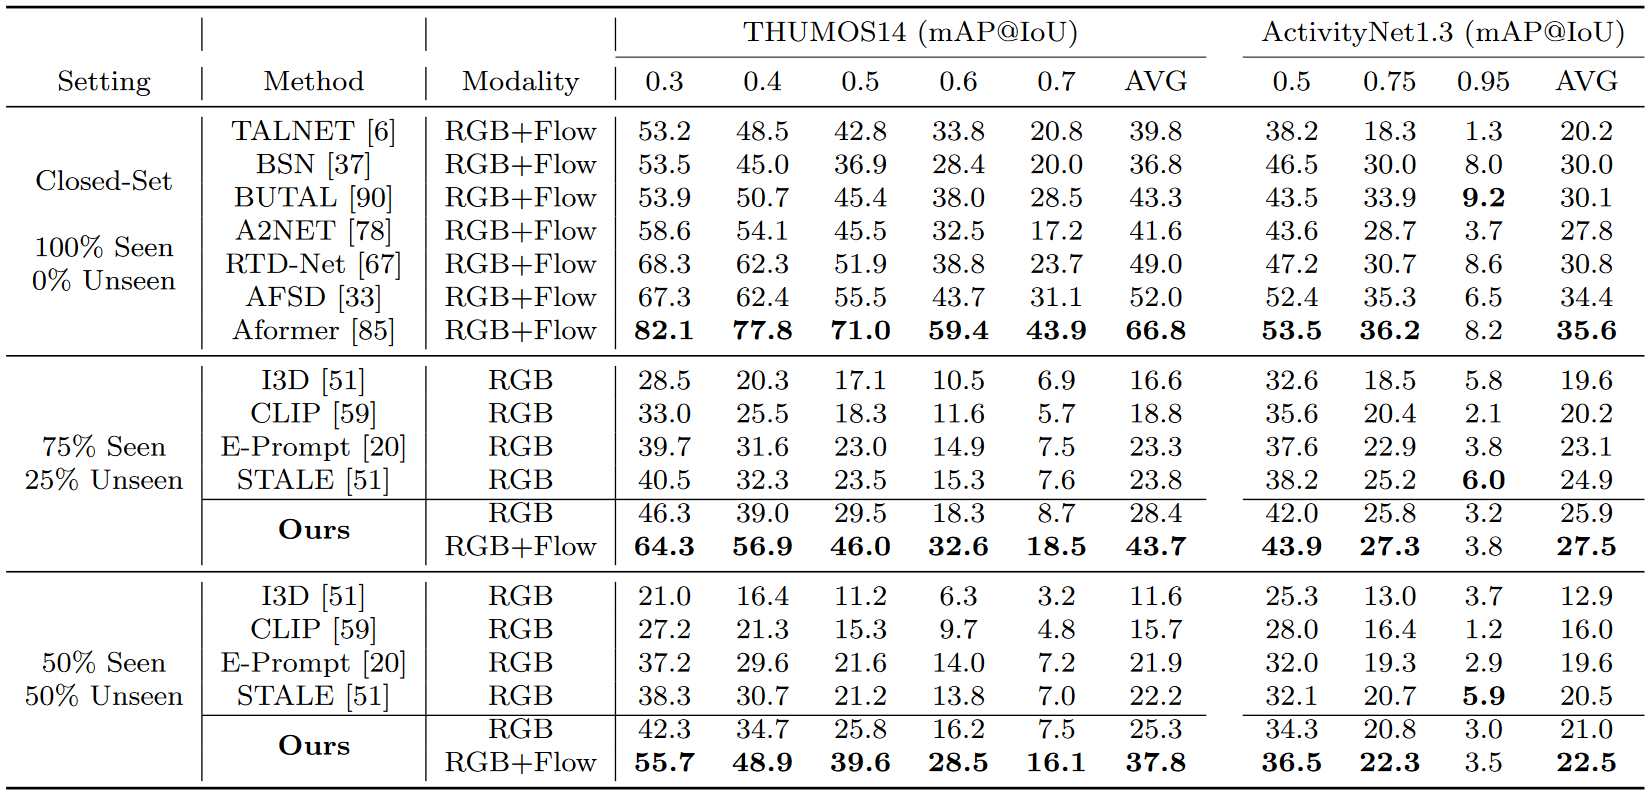 THUMOS14 (mAP@IoU) ActivityNet1.3 (mAP@IoU)
Setting Method Modality 0.3 0.4 0.5 0.6 0.7 AVG 0.5 0.75 0.95 AVG
TALNET [6] RGB+Flow 53.2 48.5 42.8 33.8 20.8 39.8 38.2 18.3 1.3 20.2
BSN [37] RGB+Flow 53.5 45.0 36.9 28.4 20.0 36.8 46.5 30.0 8.0 30.0
Closed-Set
BUTAL [90] RGB+Flow 53.9 50.7 45.4 38.0 28.5 43.3 43.5 33.9 9.2 30.1
A2NET [78] RGB+Flow 58.6 54.1 45.5 32.5 17.2 41.6 43.6 28.7 3.7 27.8
100% Seen
RTD-Net [67] RGB+Flow 68.3 62.3 51.9 38.8 23.7 49.0 47.2 30.7 8.6 30.8
0% Unseen
AFSD [33] RGB+Flow 67.3 62.4 55.5 43.7 31.1 52.0 52.4 35.3 6.5 34.4
Aformer [85] RGB+Flow 82.1 77.8 71.0 59.4 43.9 66.8 53.5 36.2 8.2 35.6
I3D [51] RGB 28.5 20.3 17.1 10.5 6.9 16.6 32.6 18.5 5.8 19.6
CLIP [59] RGB 33.0 25.5 18.3 11.6 5.7 18.8 35.6 20.4 2.1 20.2
75% Seen E-Prompt [20] RGB 39.7 31.6 23.0 14.9 7.5 23.3 37.6 22.9 3.8 23.1
25% Unseen STALE [51] RGB 40.5 32.3 23.5 15.3 7.6 23.8 38.2 25.2 6.0 24.9
RGB 46.3 39.0 29.5 18.3 8.7 28.4 42.0 25.8 3.2 25.9
Ours
RGB+Flow 64.3 56.9 46.0 32.6 18.5 43.7 43.9 27.3 3.8 27.5
I3D [51] RGB 21.0 16.4 11.2 6.3 3.2 11.6 25.3 13.0 3.7 12.9
CLIP [59] RGB 27.2 21.3 15.3 9.7 4.8 15.7 28.0 16.4 1.2 16.0
50% Seen E-Prompt [20] RGB 37.2 29.6 21.6 14.0 7.2 21.9 32.0 19.3 2.9 19.6
50% Unseen STALE [51] RGB 38.3 30.7 21.2 13.8 7.0 22.2 32.1 20.7 5.9 20.5
RGB 42.3 34.7 25.8 16.2 7.5 25.3 34.3 20.8 3.0 21.0
Ours
RGB+Flow 55.7 48.9 39.6 28.5 16.1 37.8 36.5 22.3 3.5 22.5